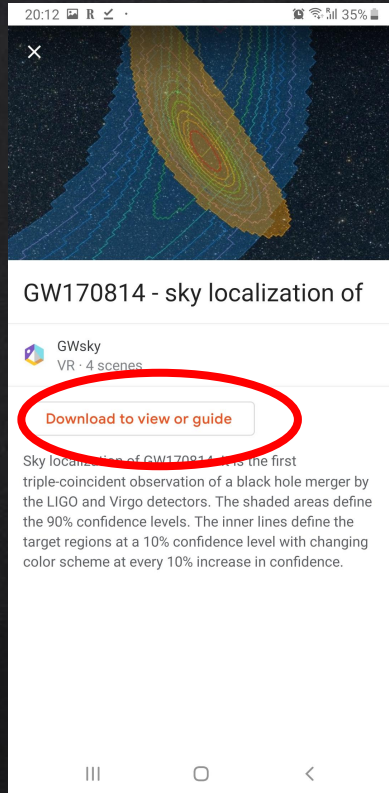 20:12 R 35%
GW170814 - sky localization of
GWsky
VR · 4 scenes
Download to view or guide
Sky localization of GW170814. It is the first
triple-coincident observation of a black hole merger by
the LIGO and Virgo detectors. The shaded areas define
the 90% confidence levels. The inner lines define the
target regions at a 10% confidence level with changing
color scheme at every 10% increase in confidence.